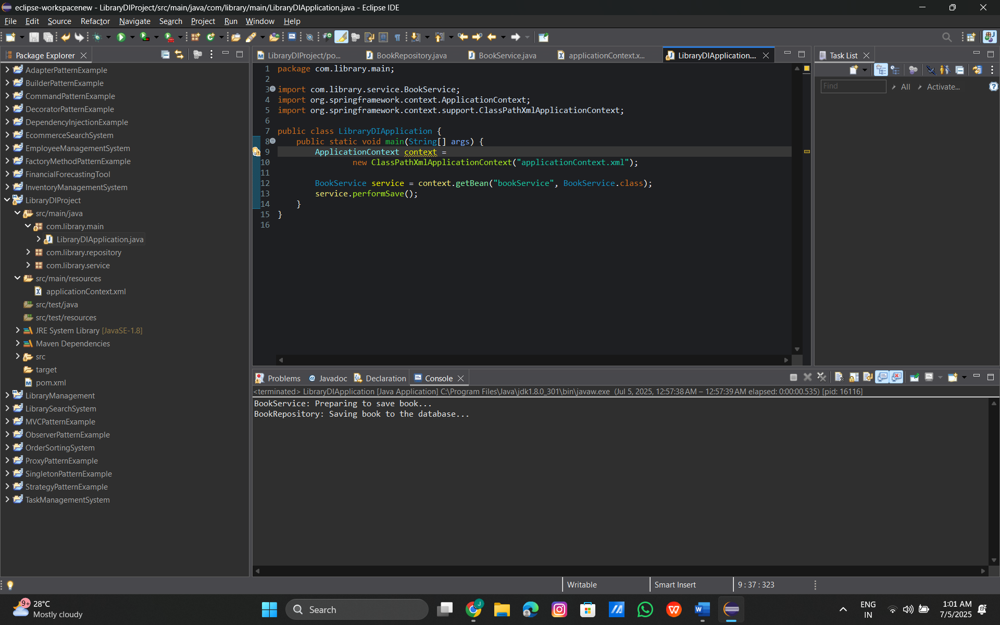 eclipse-workspacenew - LibraryDIProject/src/main/java/com/library/main/LibraryDIApplication.java - Eclipse IDE
File Edit Source Refactor Navigate Search Project Run Window Help
Package Explorer
AdapterPatternExample
BuilderPatternExample
CommandPatternExample
DecoratorPatternExample
DependencyInjectionExample
EcommerceSearchSystem
EmployeeManagementSystem
FactoryMethodPatternExample
FinancialForecastingTool
InventoryManagementSystem
LibraryDIProject
src/main/java
com.library.main
LibraryDIApplication.java
com.library.repository
com.library.service
src/main/resources
applicationContext.xml
src/test/java
src/test/resources
JRE System Library [JavaSE-1.8]
Maven Dependencies
src
target
pom.xml
LibraryManagement
LibrarySearchSystem
MVCPatternExample
ObserverPatternExample
OrderSortingSystem
ProxyPatternExample
SingletonPatternExample
StrategyPatternExample
TaskManagementSystem
LibraryDIProject/po... BookRepository.java BookService.java applicationContext.x... LibraryDIApplication....
1 package com.library.main;
2
3 import com.library.service.BookService;
4 import org.springframework.context.ApplicationContext;
5 import org.springframework.context.support.ClassPathXmlApplicationContext;
6
7 public class LibraryDIApplication {
8 public static void main(String[] args) {
9 ApplicationContext context =
10 new ClassPathXmlApplicationContext("applicationContext.xml");
11
12 BookService service = context.getBean("bookService", BookService.class);
13 service.performSave();
14 }
15 }
16
Task List
Find All Activate...
Problems Javadoc Declaration Console
<terminated> LibraryDIApplication [Java Application] C:\Program Files\Java\jdk1.8.0_301\bin\javaw.exe (Jul 5, 2025, 12:57:38 AM – 12:57:39 AM elapsed: 0:00:00.535) [pid: 16116]
BookService: Preparing to save book...
BookRepository: Saving book to the database...
Writable Smart Insert 9 : 37 : 323
9+
28°C
Mostly cloudy
Search
J
ENG
IN
1:01 AM
7/5/2025